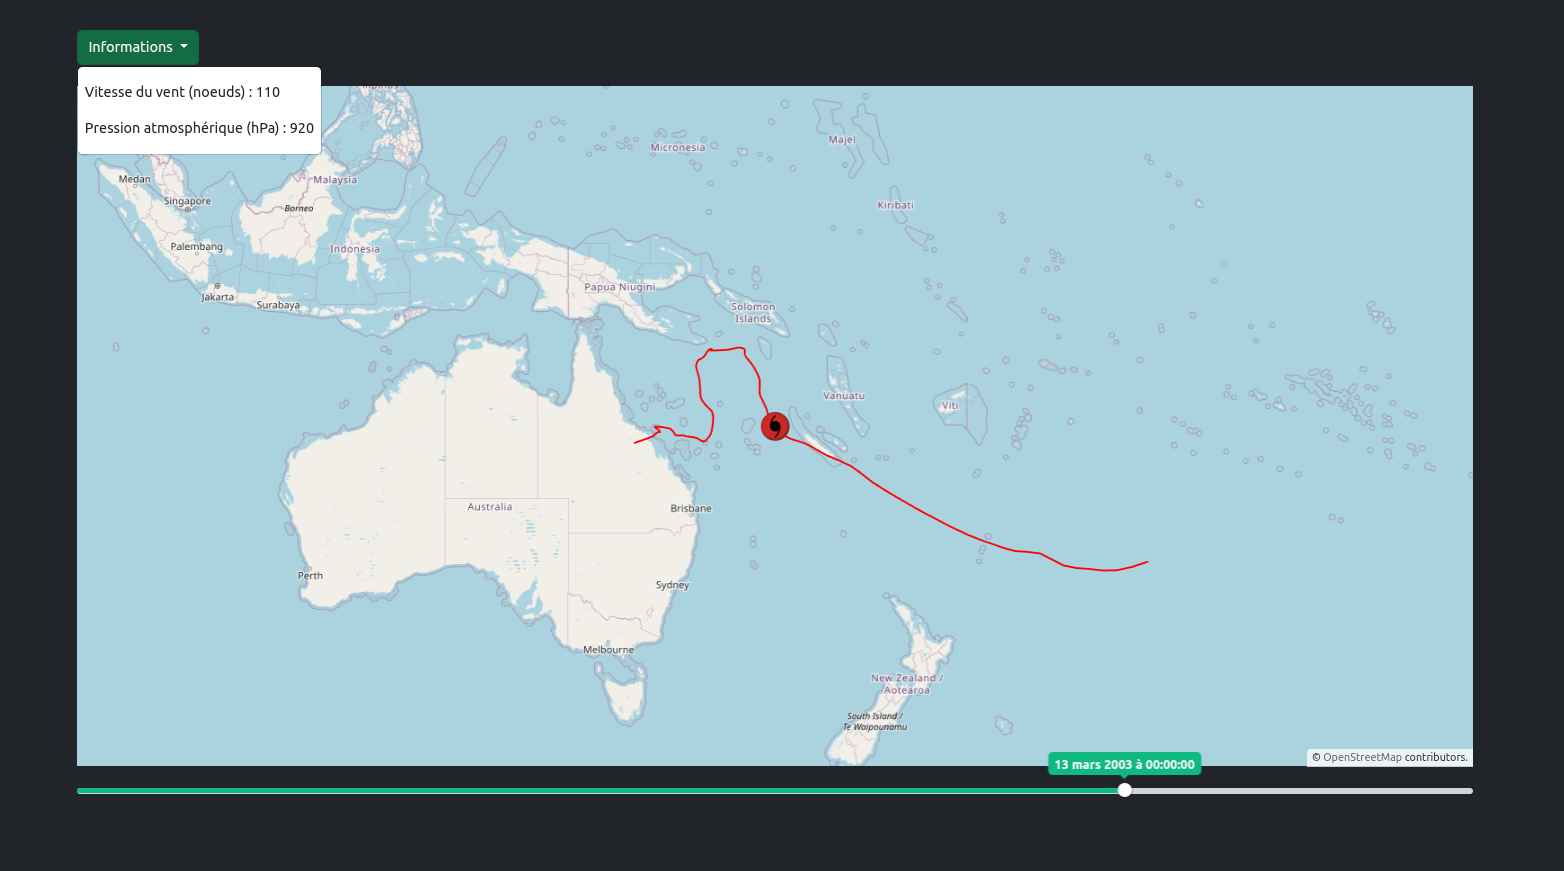 Informations
Vitesse du vent (noeuds) : 110
Pression atmosphérique (hPa) : 920
Micronesia
Majel
Medan
Malaysia
Singapore
Borneo
Kiribati
Palembang
Indonesia
Papua Niugini
Jakarta
Surabaya
Solomon
Islands
Vanuatu
Viti
Australia
Brisbane
Perth
Sydney
Melbourne
New Zealand /
Aotearoa
South Island /
Te Waipounamu
© OpenStreetMap contributors.
13 mars 2003 à 00:00:00